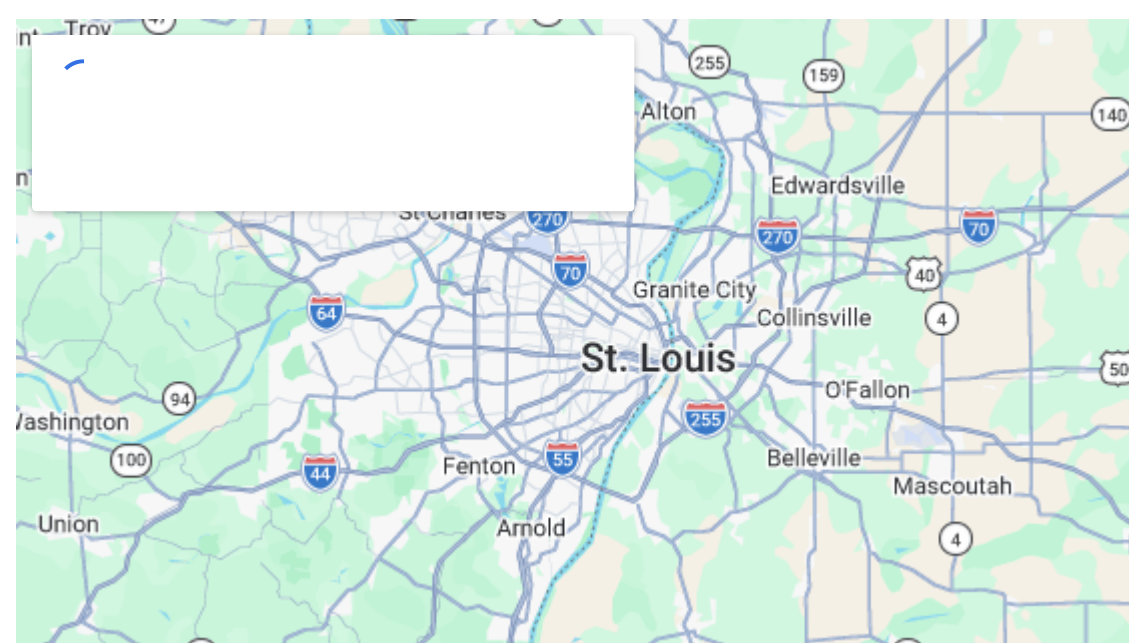 Troy
47
255
159
Alton
140
Edwardsville
St Charles
270
70
270
70
40
Granite City
64
Collinsville
4
St. Louis
50
O'Fallon
94
255
Washington
100
44
Fenton
55
Belleville
Mascoutah
Union
Arnold
4